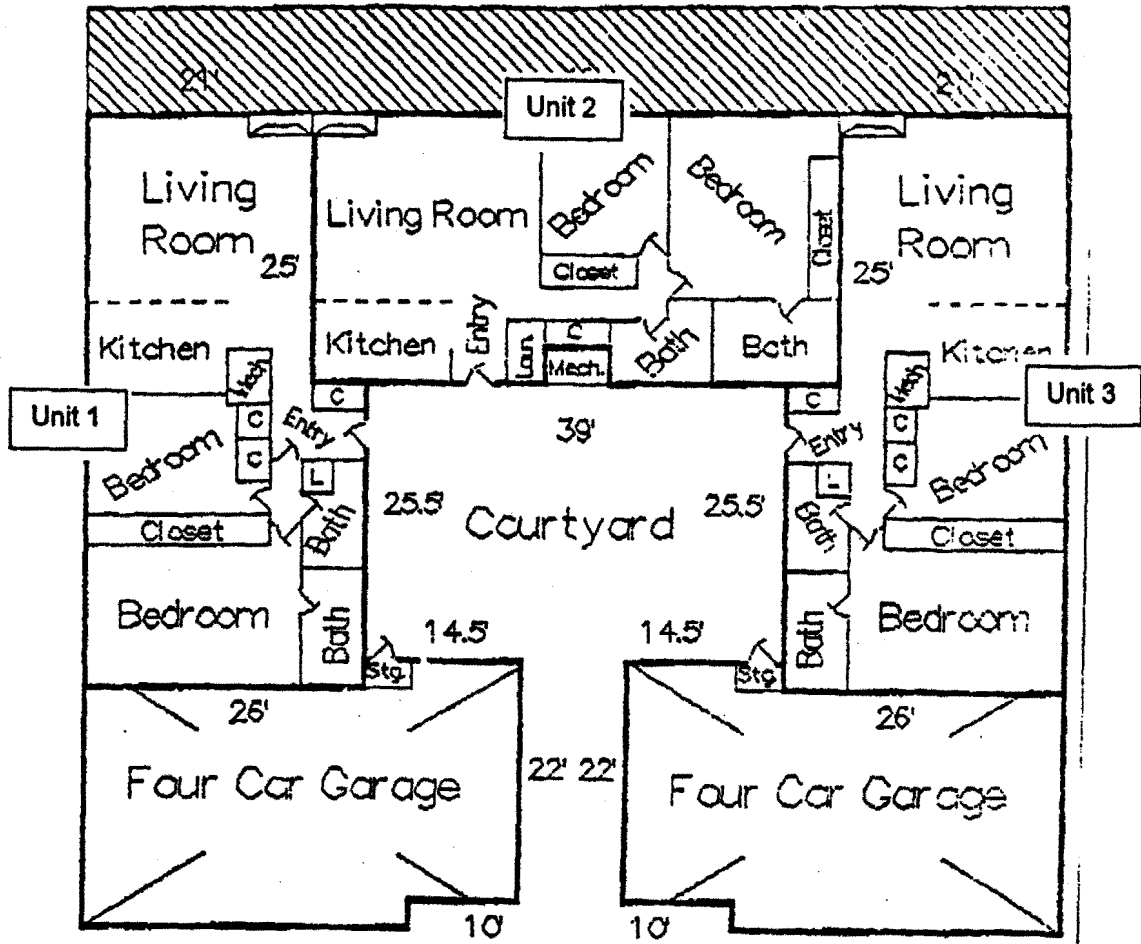 21'
Unit 2
Living
Room
25'
Living Room
Bedroom
Bedroom
Closet
Closet
Living
Room
25'
Kitchen
Mech.
Kitchen
Entry
Laun.
C
Mech.
Bath
Bath
Kitchen
Mech.
Unit 1
Unit 3
C
Entry
C
C
Bedroom
L
Bath
Closet
39'
25.5'
Courtyard
25.5'
C
Entry
C
C
Bedroom
L
Bath
Closet
Bedroom
Bath
14.5'
Stg.
14.5'
Stg.
Bath
Bedroom
26'
26'
Four Car Garage
22'
22'
Four Car Garage
10'
10'